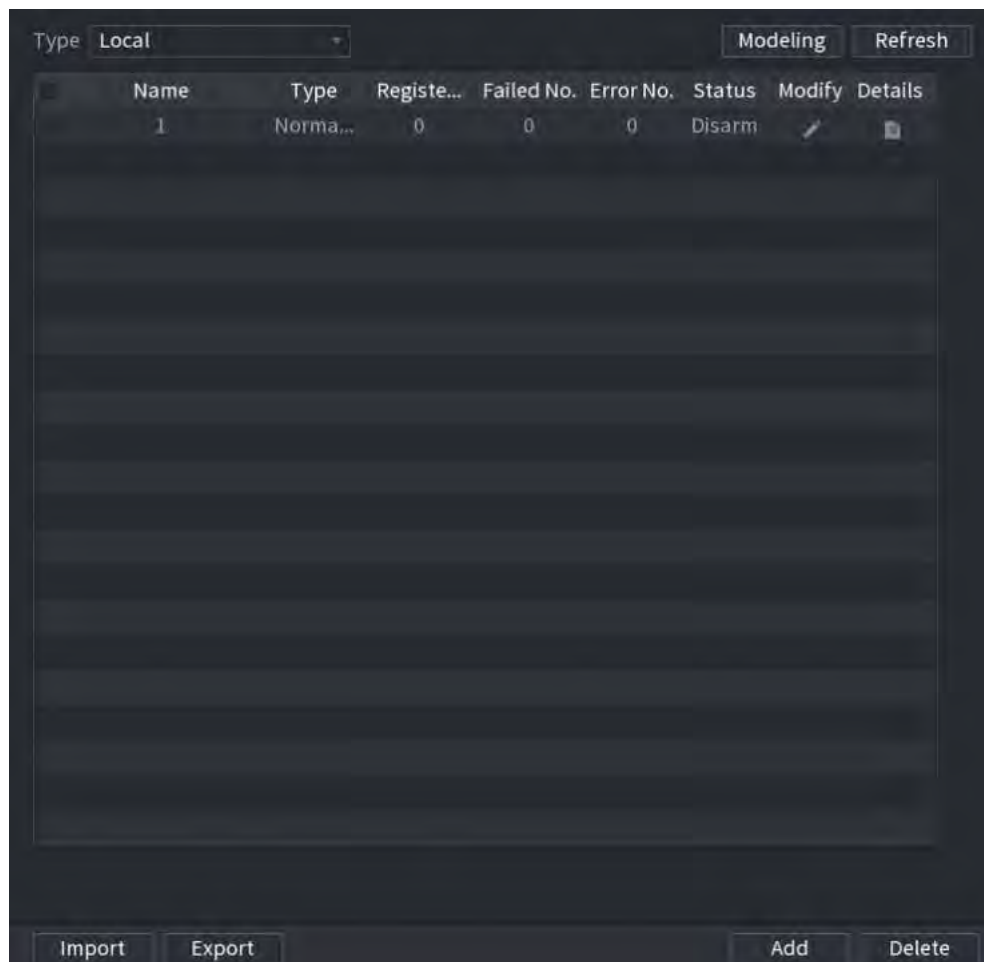 Type Local Modeling Refresh
Name Type Registe... Failed No. Error No. Status Modify Details
1 Norma... 0 0 0 Disarm
Import Export Add Delete